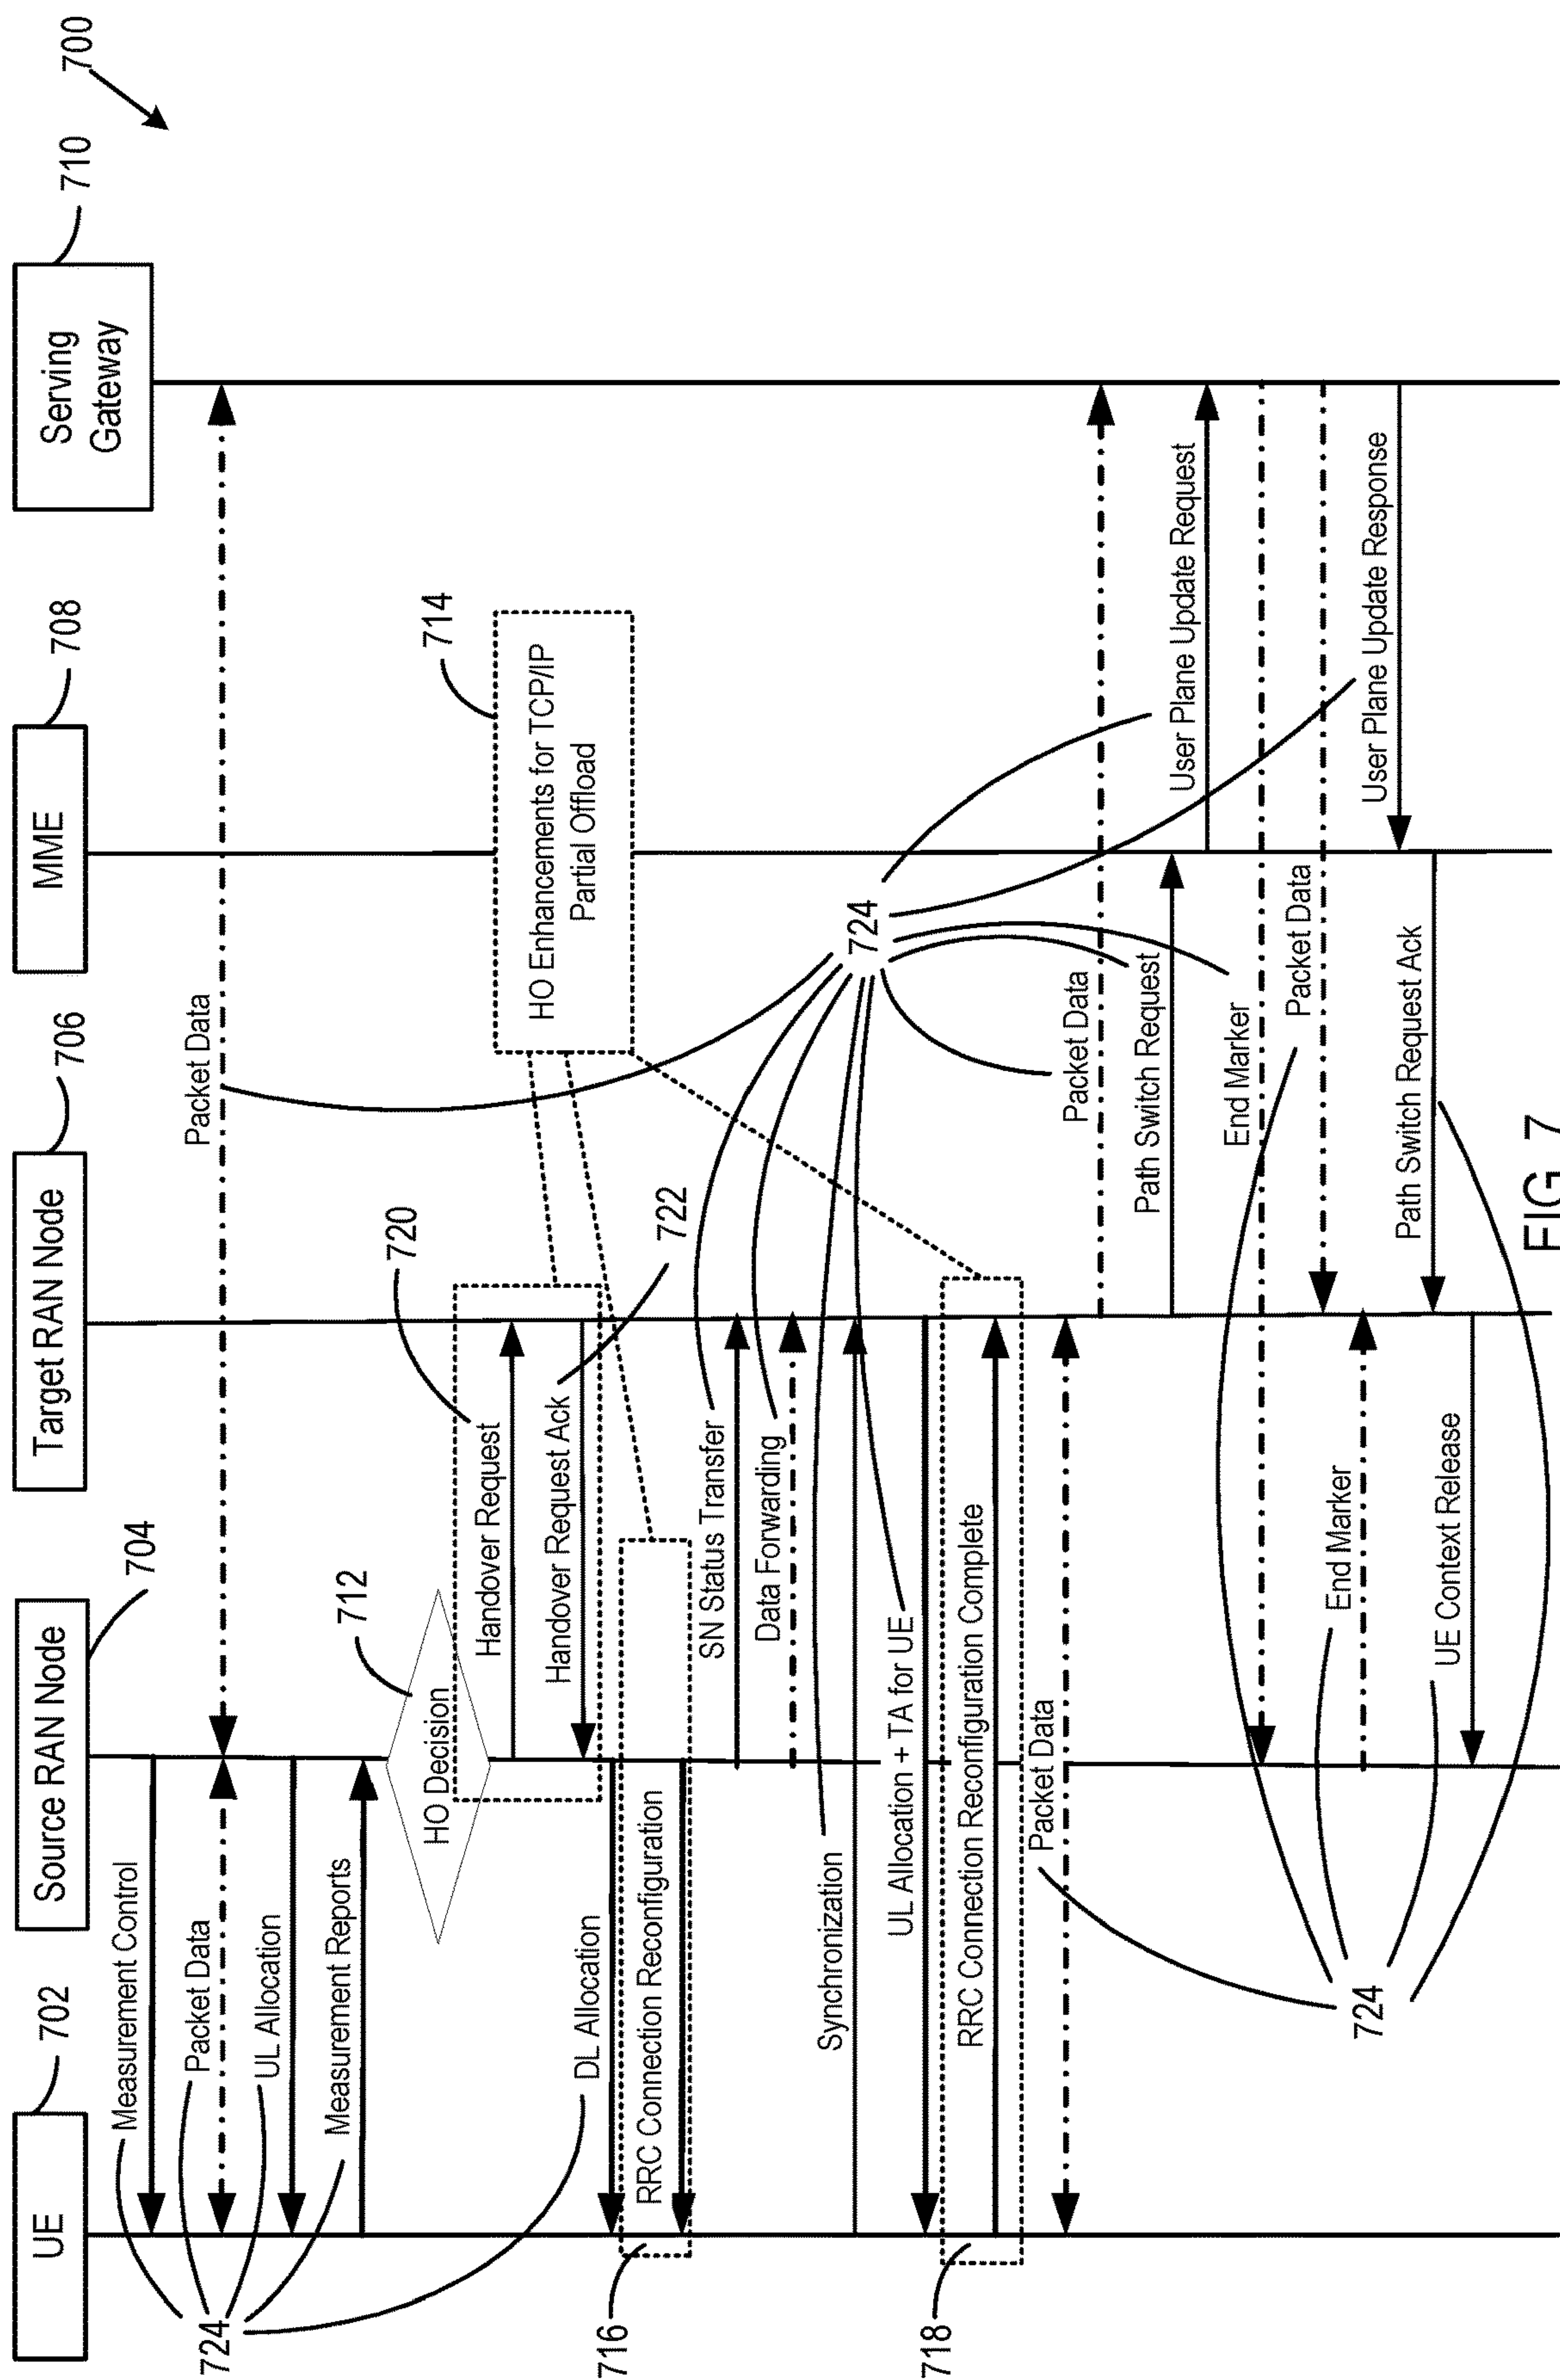 700
UE
702
Source RAN Node
704
Target RAN Node
706
MME
708
Serving
Gateway
710
Measurement Control
Packet Data
Packet Data
UL Allocation
Measurement Reports
724
HO Decision
712
720
Handover Request
Handover Request Ack
722
HO Enhancements for TCP/IP
Partial Offload
714
DL Allocation
RRC Connection Reconfiguration
716
SN Status Transfer
Data Forwarding
724
Synchronization
UL Allocation + TA for UE
RRC Connection Reconfiguration Complete
718
Packet Data
Packet Data
Path Switch Request
User Plane Update Request
End Marker
Packet Data
End Marker
User Plane Update Response
Path Switch Request Ack
UE Context Release
724
FIG. 7